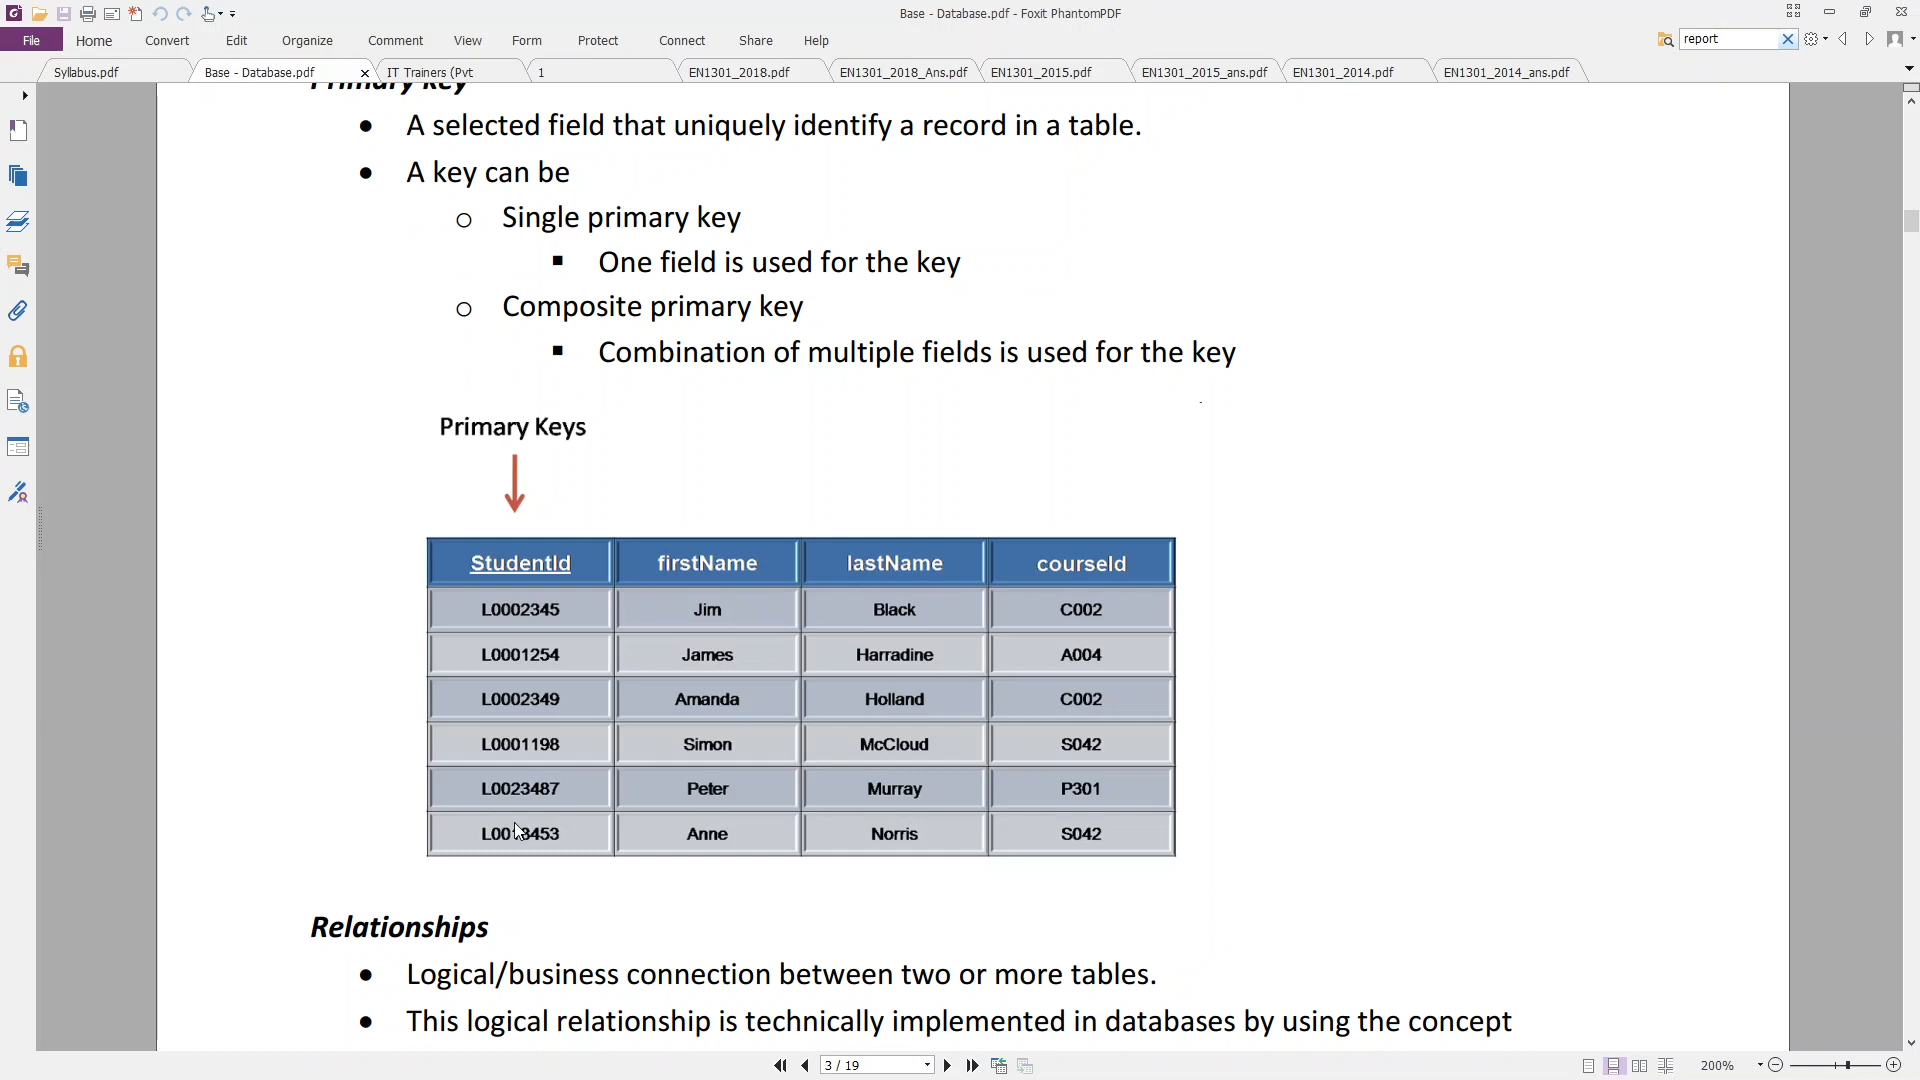 Base - Database.pdf - Foxit PhantomPDF
File Home Convert Edit Organize Comment View Form Protect Connect Share Help report
Syllabus.pdf Base - Database.pdf IT Trainers (Pvt 1 EN1301_2018.pdf EN1301_2018_Ans.pdf EN1301_2015.pdf EN1301_2015_ans.pdf EN1301_2014.pdf EN1301_2014_ans.pdf
Primary key
• A selected field that uniquely identify a record in a table.
• A key can be
o Single primary key
▪ One field is used for the key
o Composite primary key
▪ Combination of multiple fields is used for the key
Primary Keys
StudentId firstName lastName courseId
L0002345 Jim Black C002
L0001254 James Harradine A004
L0002349 Amanda Holland C002
L0001198 Simon McCloud S042
L0023487 Peter Murray P301
Anne Norris S042
Relationships
• Logical/business connection between two or more tables.
• This logical relationship is technically implemented in databases by using the concept
3 / 19 200%